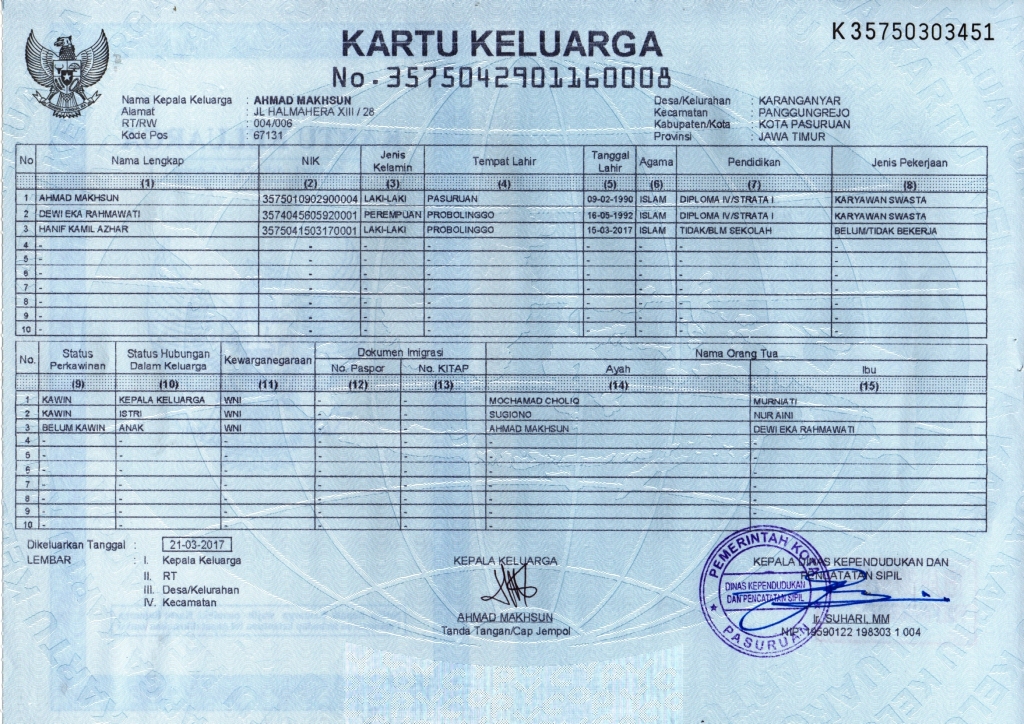 K 35750303451
KARTU KELUARGA
No. 3575042901160008
Nama Kepala Keluarga : AHMAD MAKHSUN
Alamat : JL HALMAHERA XIII / 28
RT/RW : 004/006
Kode Pos : 67131
Desa/Kelurahan : KARANGANYAR
Kecamatan : PANGGUNGREJO
Kabupaten/Kota : KOTA PASURUAN
Provinsi : JAWA TIMUR
No Nama Lengkap NIK Jenis Kelamin Tempat Lahir Tanggal Lahir Agama Pendidikan Jenis Pekerjaan
(1) (2) (3) (4) (5) (6) (7) (8)
1 AHMAD MAKHSUN 3575010902900004 LAKI-LAKI PASURUAN 09-02-1990 ISLAM DIPLOMA IV/STRATA I KARYAWAN SWASTA
2 DEWI EKA RAHMAWATI 3574045605920001 PEREMPUAN PROBOLINGGO 16-05-1992 ISLAM DIPLOMA IV/STRATA I KARYAWAN SWASTA
3 HANIF KAMIL AZHAR 3575041503170001 LAKI-LAKI PROBOLINGGO 15-03-2017 ISLAM TIDAK/BLM SEKOLAH BELUM/TIDAK BEKERJA
4 - - - - - - - -
5 - - - - - - - -
6 - - - - - - - -
7 - - - - - - - -
8 - - - - - - - -
9 - - - - - - - -
10 - - - - - - - -
No. Status Perkawinan Status Hubungan Dalam Keluarga Kewarganegaraan Dokumen Imigrasi Nama Orang Tua
No. Paspor No. KITAP Ayah Ibu
(9) (10) (11) (12) (13) (14) (15)
1 KAWIN KEPALA KELUARGA WNI - - MOCHAMAD CHOLIQ MURNIATI
2 KAWIN ISTRI WNI - - SUGIONO NUR AINI
3 BELUM KAWIN ANAK WNI - - AHMAD MAKHSUN DEWI EKA RAHMAWATI
4 - - - - - - -
5 - - - - - - -
6 - - - - - - -
7 - - - - - - -
8 - - - - - - -
9 - - - - - - -
10 - - - - - - -
Dikeluarkan Tanggal : 21-03-2017
LEMBAR : I. Kepala Keluarga
II. RT
III. Desa/Kelurahan
IV. Kecamatan
KEPALA KELUARGA
AHMAD MAKHSUN
Tanda Tangan/Cap Jempol
KEPALA DINAS KEPENDUDUKAN DAN
PENCATATAN SIPIL
PEMERINTAH KOTA
DINAS KEPENDUDUKAN
DAN PENCATATAN SIPIL
PASURUAN
Ir. SUHARI, MM
NIP. 19590122 198303 1 004